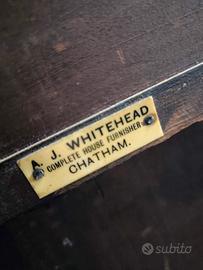 A. J. WHITEHEAD
COMPLETE HOUSE FURNISHER
CHATHAM.
subito